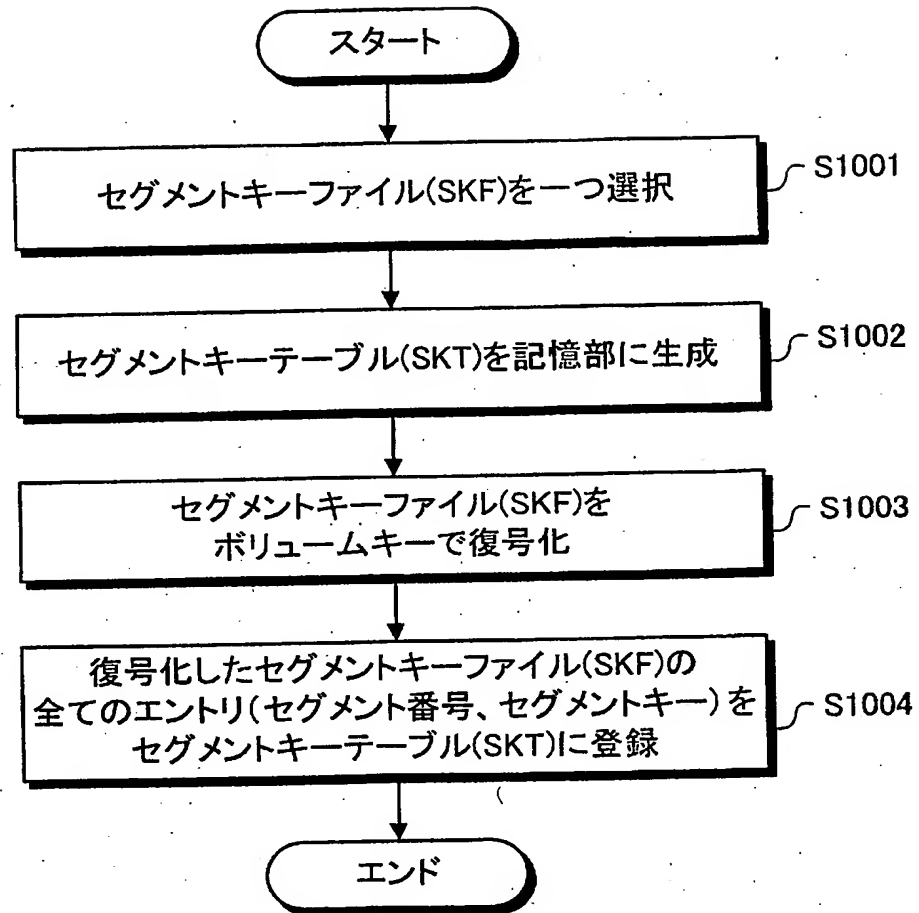 スタート
セグメントキーファイル(SKF)を一つ選択
S1001
セグメントキーテーブル(SKT)を記憶部に生成
S1002
セグメントキーファイル(SKF)を
ボリュームキーで復号化
S1003
復号化したセグメントキーファイル(SKF)の
全てのエントリ(セグメント番号、セグメントキー)を
セグメントキーテーブル(SKT)に登録
S1004
エンド